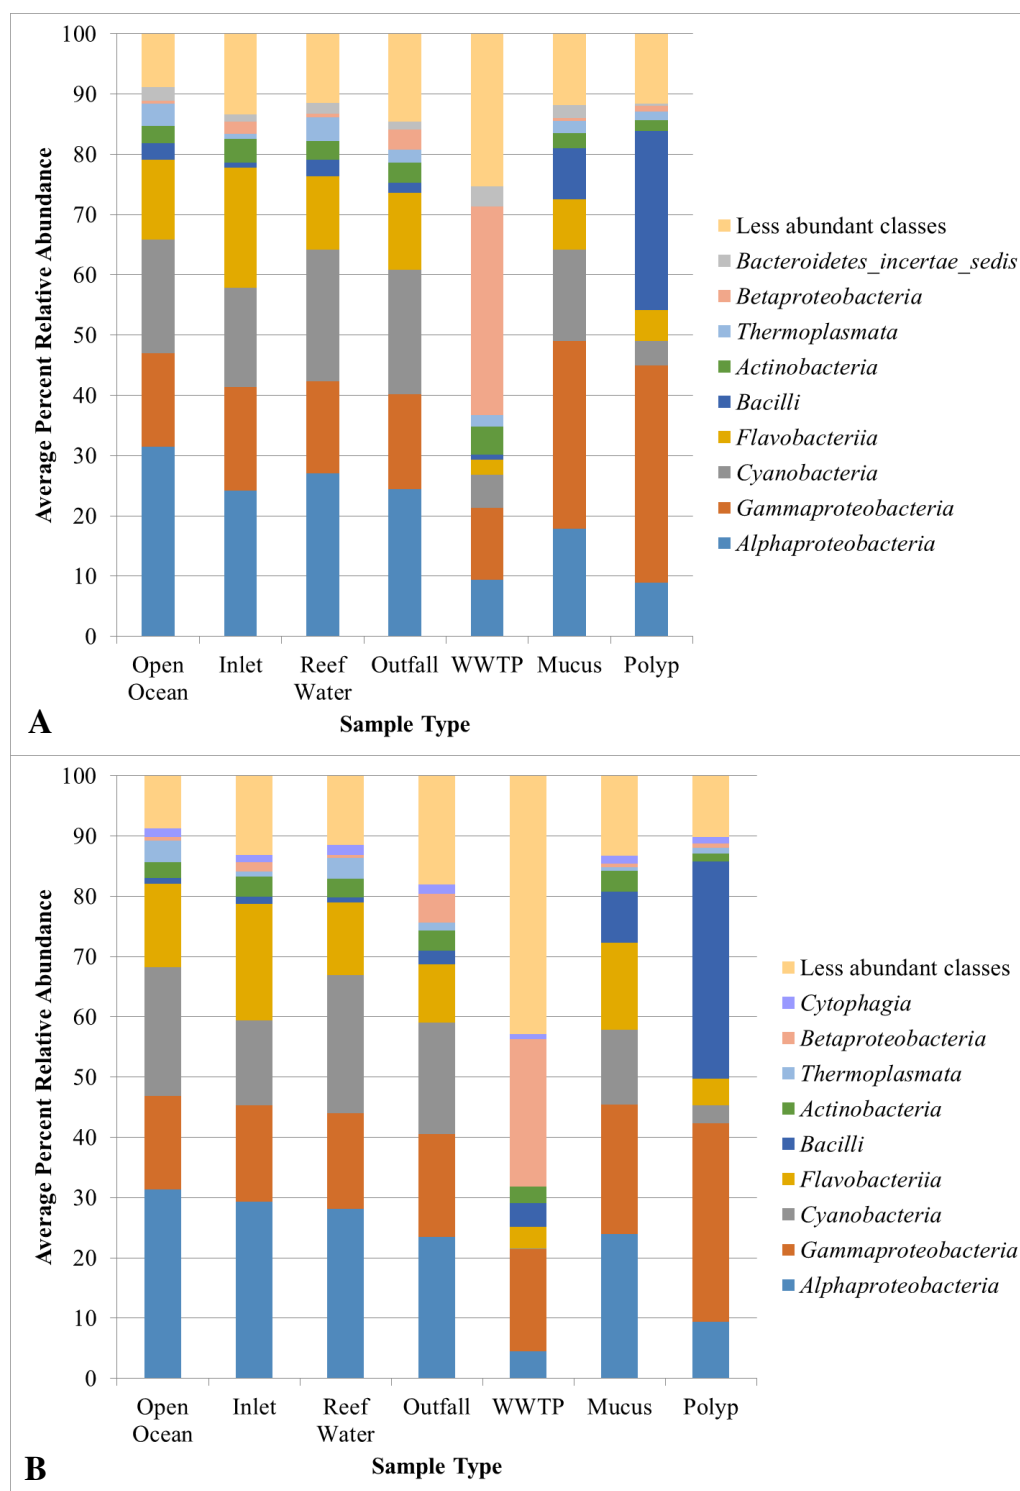 100
90
80
70
60
50
40
30
20
10
0
Average Percent Relative Abundance
Open Ocean
Inlet
Reef Water
Outfall
WWTP
Mucus
Polyp
Sample Type
Less abundant classes
Bacteroidetes_incertae_sedis
Betaproteobacteria
Thermoplasmata
Actinobacteria
Bacilli
Flavobacteriia
Cyanobacteria
Gammaproteobacteria
Alphaproteobacteria
A
100
90
80
70
60
50
40
30
20
10
0
Average Percent Relative Abundance
Open Ocean
Inlet
Reef Water
Outfall
WWTP
Mucus
Polyp
Sample Type
Less abundant classes
Cytophagia
Betaproteobacteria
Thermoplasmata
Actinobacteria
Bacilli
Flavobacteriia
Cyanobacteria
Gammaproteobacteria
Alphaproteobacteria
B